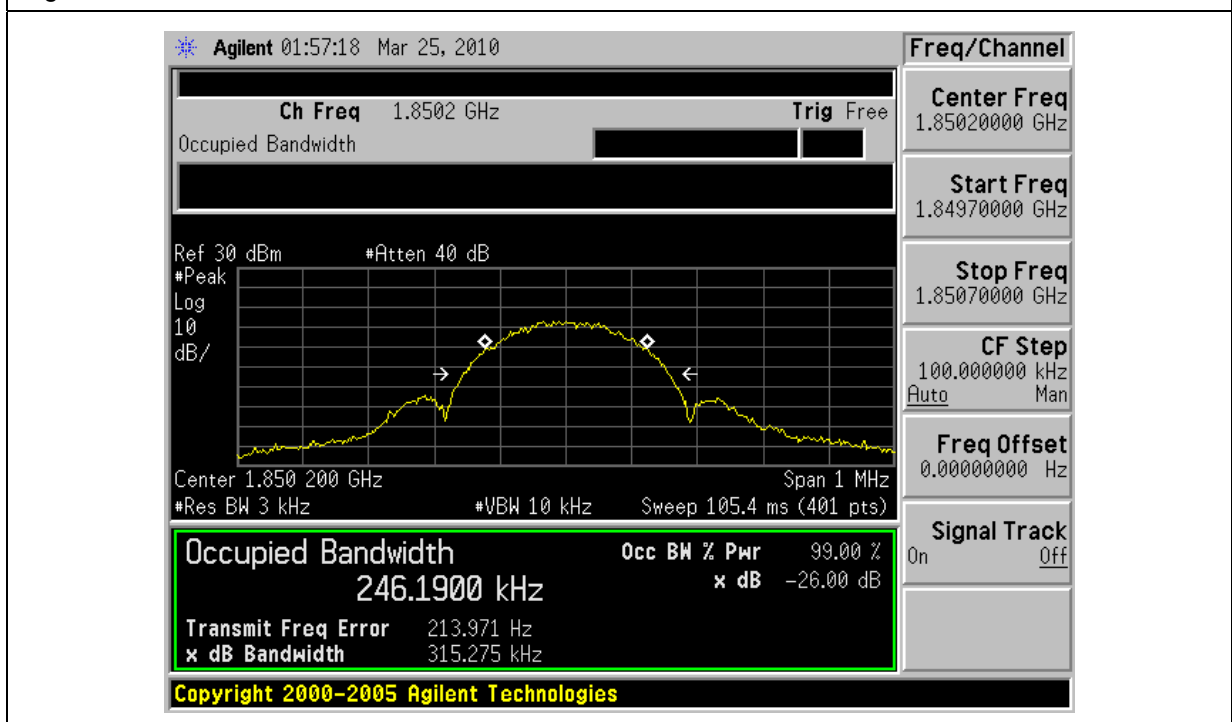 Agilent 01:57:18 Mar 25, 2010
Freq/Channel
Ch Freq 1.8502 GHz Trig Free
Occupied Bandwidth
Center Freq
1.85020000 GHz
Start Freq
1.84970000 GHz
Stop Freq
1.85070000 GHz
CF Step
100.000000 kHz
Auto Man
Freq Offset
0.00000000 Hz
Signal Track
On Off
Ref 30 dBm #Atten 40 dB
#Peak
Log
10
dB/
Center 1.850 200 GHz Span 1 MHz
#Res BW 3 kHz #VBW 10 kHz Sweep 105.4 ms (401 pts)
Occupied Bandwidth Occ BW % Pwr 99.00 %
246.1900 kHz x dB -26.00 dB
Transmit Freq Error 213.971 Hz
x dB Bandwidth 315.275 kHz
Copyright 2000-2005 Agilent Technologies